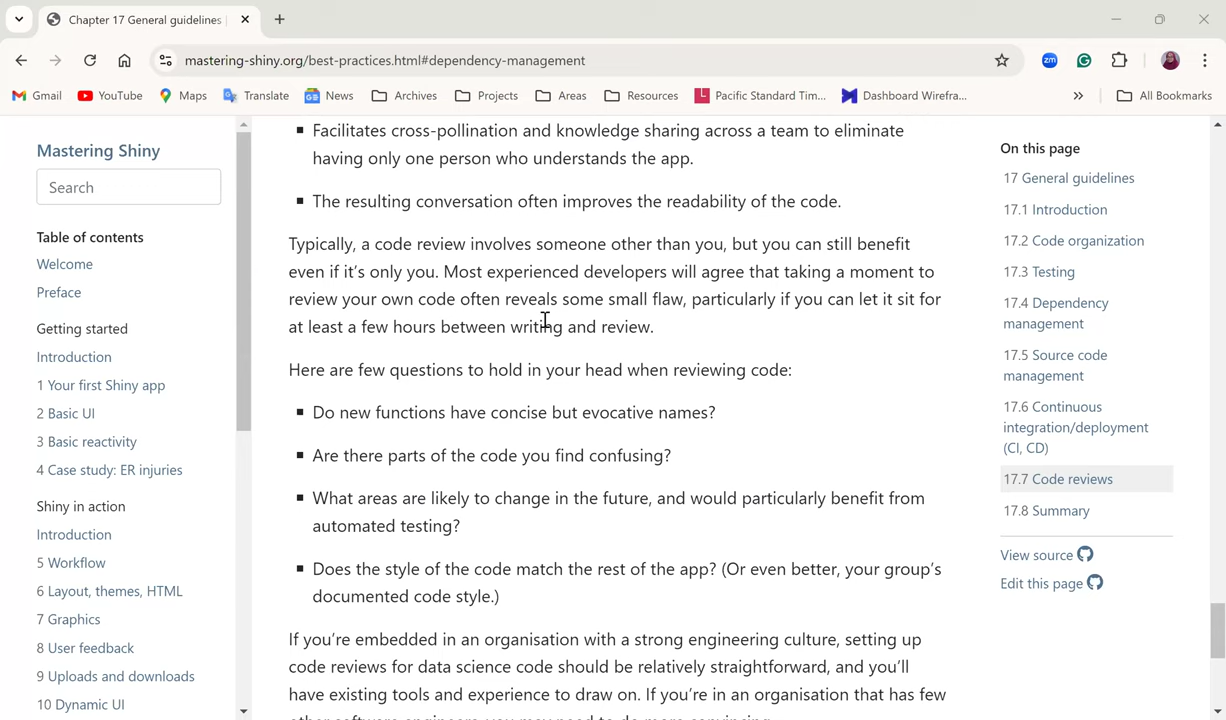 Chapter 17 General guidelines
mastering-shiny.org/best-practices.html#dependency-management
zm
Gmail
YouTube
Maps
Translate
News
Archives
Projects
Areas
Resources
Pacific Standard Tim...
Dashboard Wirefra...
All Bookmarks
Mastering Shiny
Search
Table of contents
Welcome
Preface
Getting started
Introduction
1 Your first Shiny app
2 Basic UI
3 Basic reactivity
4 Case study: ER injuries
Shiny in action
Introduction
5 Workflow
6 Layout, themes, HTML
7 Graphics
8 User feedback
9 Uploads and downloads
10 Dynamic UI
Facilitates cross-pollination and knowledge sharing across a team to eliminate
having only one person who understands the app.
The resulting conversation often improves the readability of the code.
Typically, a code review involves someone other than you, but you can still benefit
even if it's only you. Most experienced developers will agree that taking a moment to
review your own code often reveals some small flaw, particularly if you can let it sit for
at least a few hours between writing and review.
Here are few questions to hold in your head when reviewing code:
Do new functions have concise but evocative names?
Are there parts of the code you find confusing?
What areas are likely to change in the future, and would particularly benefit from
automated testing?
Does the style of the code match the rest of the app? (Or even better, your group's
documented code style.)
If you're embedded in an organisation with a strong engineering culture, setting up
code reviews for data science code should be relatively straightforward, and you'll
have existing tools and experience to draw on. If you're in an organisation that has few
other software engineers, you may need to do more convincing.
On this page
17 General guidelines
17.1 Introduction
17.2 Code organization
17.3 Testing
17.4 Dependency
management
17.5 Source code
management
17.6 Continuous
integration/deployment
(CI, CD)
17.7 Code reviews
17.8 Summary
View source
Edit this page